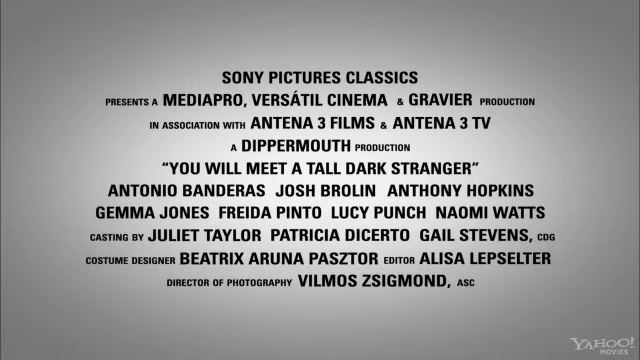 SONY PICTURES CLASSICS
PRESENTS A MEDIAPRO, VERSÁTIL CINEMA & GRAVIER PRODUCTION
IN ASSOCIATION WITH ANTENA 3 FILMS & ANTENA 3 TV
A DIPPERMOUTH PRODUCTION
“YOU WILL MEET A TALL DARK STRANGER”
ANTONIO BANDERAS JOSH BROLIN ANTHONY HOPKINS
GEMMA JONES FREIDA PINTO LUCY PUNCH NAOMI WATTS
CASTING BY JULIET TAYLOR PATRICIA DICERTO GAIL STEVENS, CDG
COSTUME DESIGNER BEATRIX ARUNA PASZTOR EDITOR ALISA LEPSELTER
DIRECTOR OF PHOTOGRAPHY VILMOS ZSIGMOND, ASC
YAHOO!
MOVIES